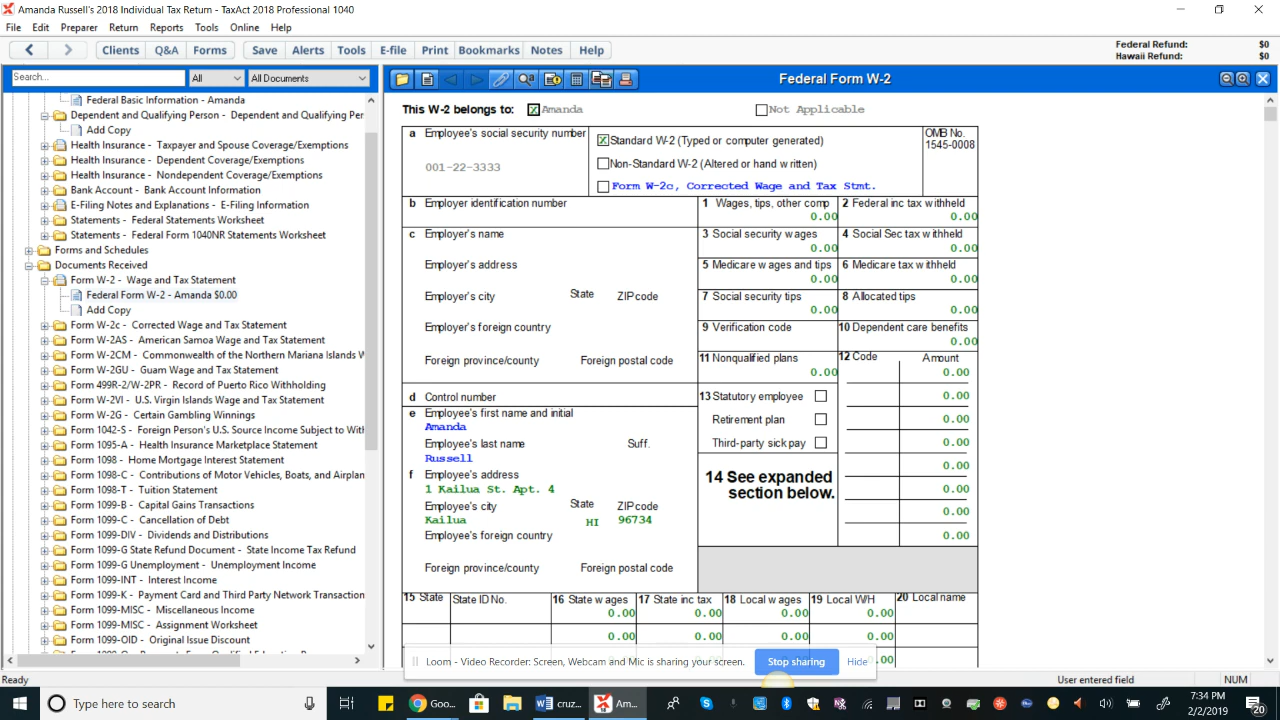 Amanda Russell's 2018 Individual Tax Return - TaxAct 2018 Professional 1040
File Edit Preparer Return Reports Tools Online Help
Clients Q&A Forms Save Alerts Tools E-file Print Bookmarks Notes Help
Federal Refund: $0
Hawaii Refund: $0
Search... All All Documents
Federal Form W-2
Federal Basic Information - Amanda
Dependent and Qualifying Person - Dependent and Qualifying Per
Add Copy
Health Insurance - Taxpayer and Spouse Coverage/Exemptions
Health Insurance - Dependent Coverage/Exemptions
Health Insurance - Nondependent Coverage/Exemptions
Bank Account - Bank Account Information
E-Filing Notes and Explanations - E-Filing Information
Statements - Federal Statements Worksheet
Statements - Federal Form 1040NR Statements Worksheet
Forms and Schedules
Documents Received
Form W-2 - Wage and Tax Statement
Federal Form W-2 - Amanda $0.00
Add Copy
Form W-2c - Corrected Wage and Tax Statement
Form W-2AS - American Samoa Wage and Tax Statement
Form W-2CM - Commonwealth of the Northern Mariana Islands W
Form W-2GU - Guam Wage and Tax Statement
Form 499R-2/W-2PR - Record of Puerto Rico Withholding
Form W-2VI - U.S. Virgin Islands Wage and Tax Statement
Form W-2G - Certain Gambling Winnings
Form 1042-S - Foreign Person's U.S. Source Income Subject to With
Form 1095-A - Health Insurance Marketplace Statement
Form 1098 - Home Mortgage Interest Statement
Form 1098-C - Contributions of Motor Vehicles, Boats, and Airplan
Form 1098-T - Tuition Statement
Form 1099-B - Capital Gains Transactions
Form 1099-C - Cancellation of Debt
Form 1099-DIV - Dividends and Distributions
Form 1099-G State Refund Document - State Income Tax Refund
Form 1099-G Unemployment - Unemployment Income
Form 1099-INT - Interest Income
Form 1099-K - Payment Card and Third Party Network Transaction
Form 1099-MISC - Miscellaneous Income
Form 1099-MISC - Assignment Worksheet
Form 1099-OID - Original Issue Discount
This W-2 belongs to: Amanda Not Applicable
a Employee's social security number
001-22-3333
Standard W-2 (Typed or computer generated)
Non-Standard W-2 (Altered or hand written)
Form W-2c, Corrected Wage and Tax Stmt.
OMB No.
1545-0008
b Employer identification number
1 Wages, tips, other comp
0.00
2 Federal inc tax withheld
0.00
c Employer's name
3 Social security wages
0.00
4 Social Sec tax withheld
0.00
Employer's address
5 Medicare wages and tips
0.00
6 Medicare tax withheld
0.00
Employer's city State ZIP code
7 Social security tips
0.00
8 Allocated tips
0.00
Employer's foreign country
9 Verification code
10 Dependent care benefits
0.00
Foreign province/county Foreign postal code
11 Nonqualified plans
0.00
12 Code Amount
0.00
0.00
0.00
0.00
0.00
0.00
0.00
0.00
d Control number
13 Statutory employee
Retirement plan
Third-party sick pay
e Employee's first name and initial
Amanda
Employee's last name Suff.
Russell
f Employee's address
1 Kailua St. Apt. 4
Employee's city State ZIP code
Kailua HI 96734
Employee's foreign country
Foreign province/county Foreign postal code
14 See expanded
section below.
15 State State ID No. 16 State wages 17 State inc tax 18 Local wages 19 Local W/H 20 Local name
0.00 0.00 0.00 0.00
0.00 0.00 0.00 0.00
.00
Loom - Video Recorder: Screen, Webcam and Mic is sharing your screen. Stop sharing Hide
Ready User entered field NUM
Type here to search Goo... cruz... Am...
7:34 PM
2/2/2019
20